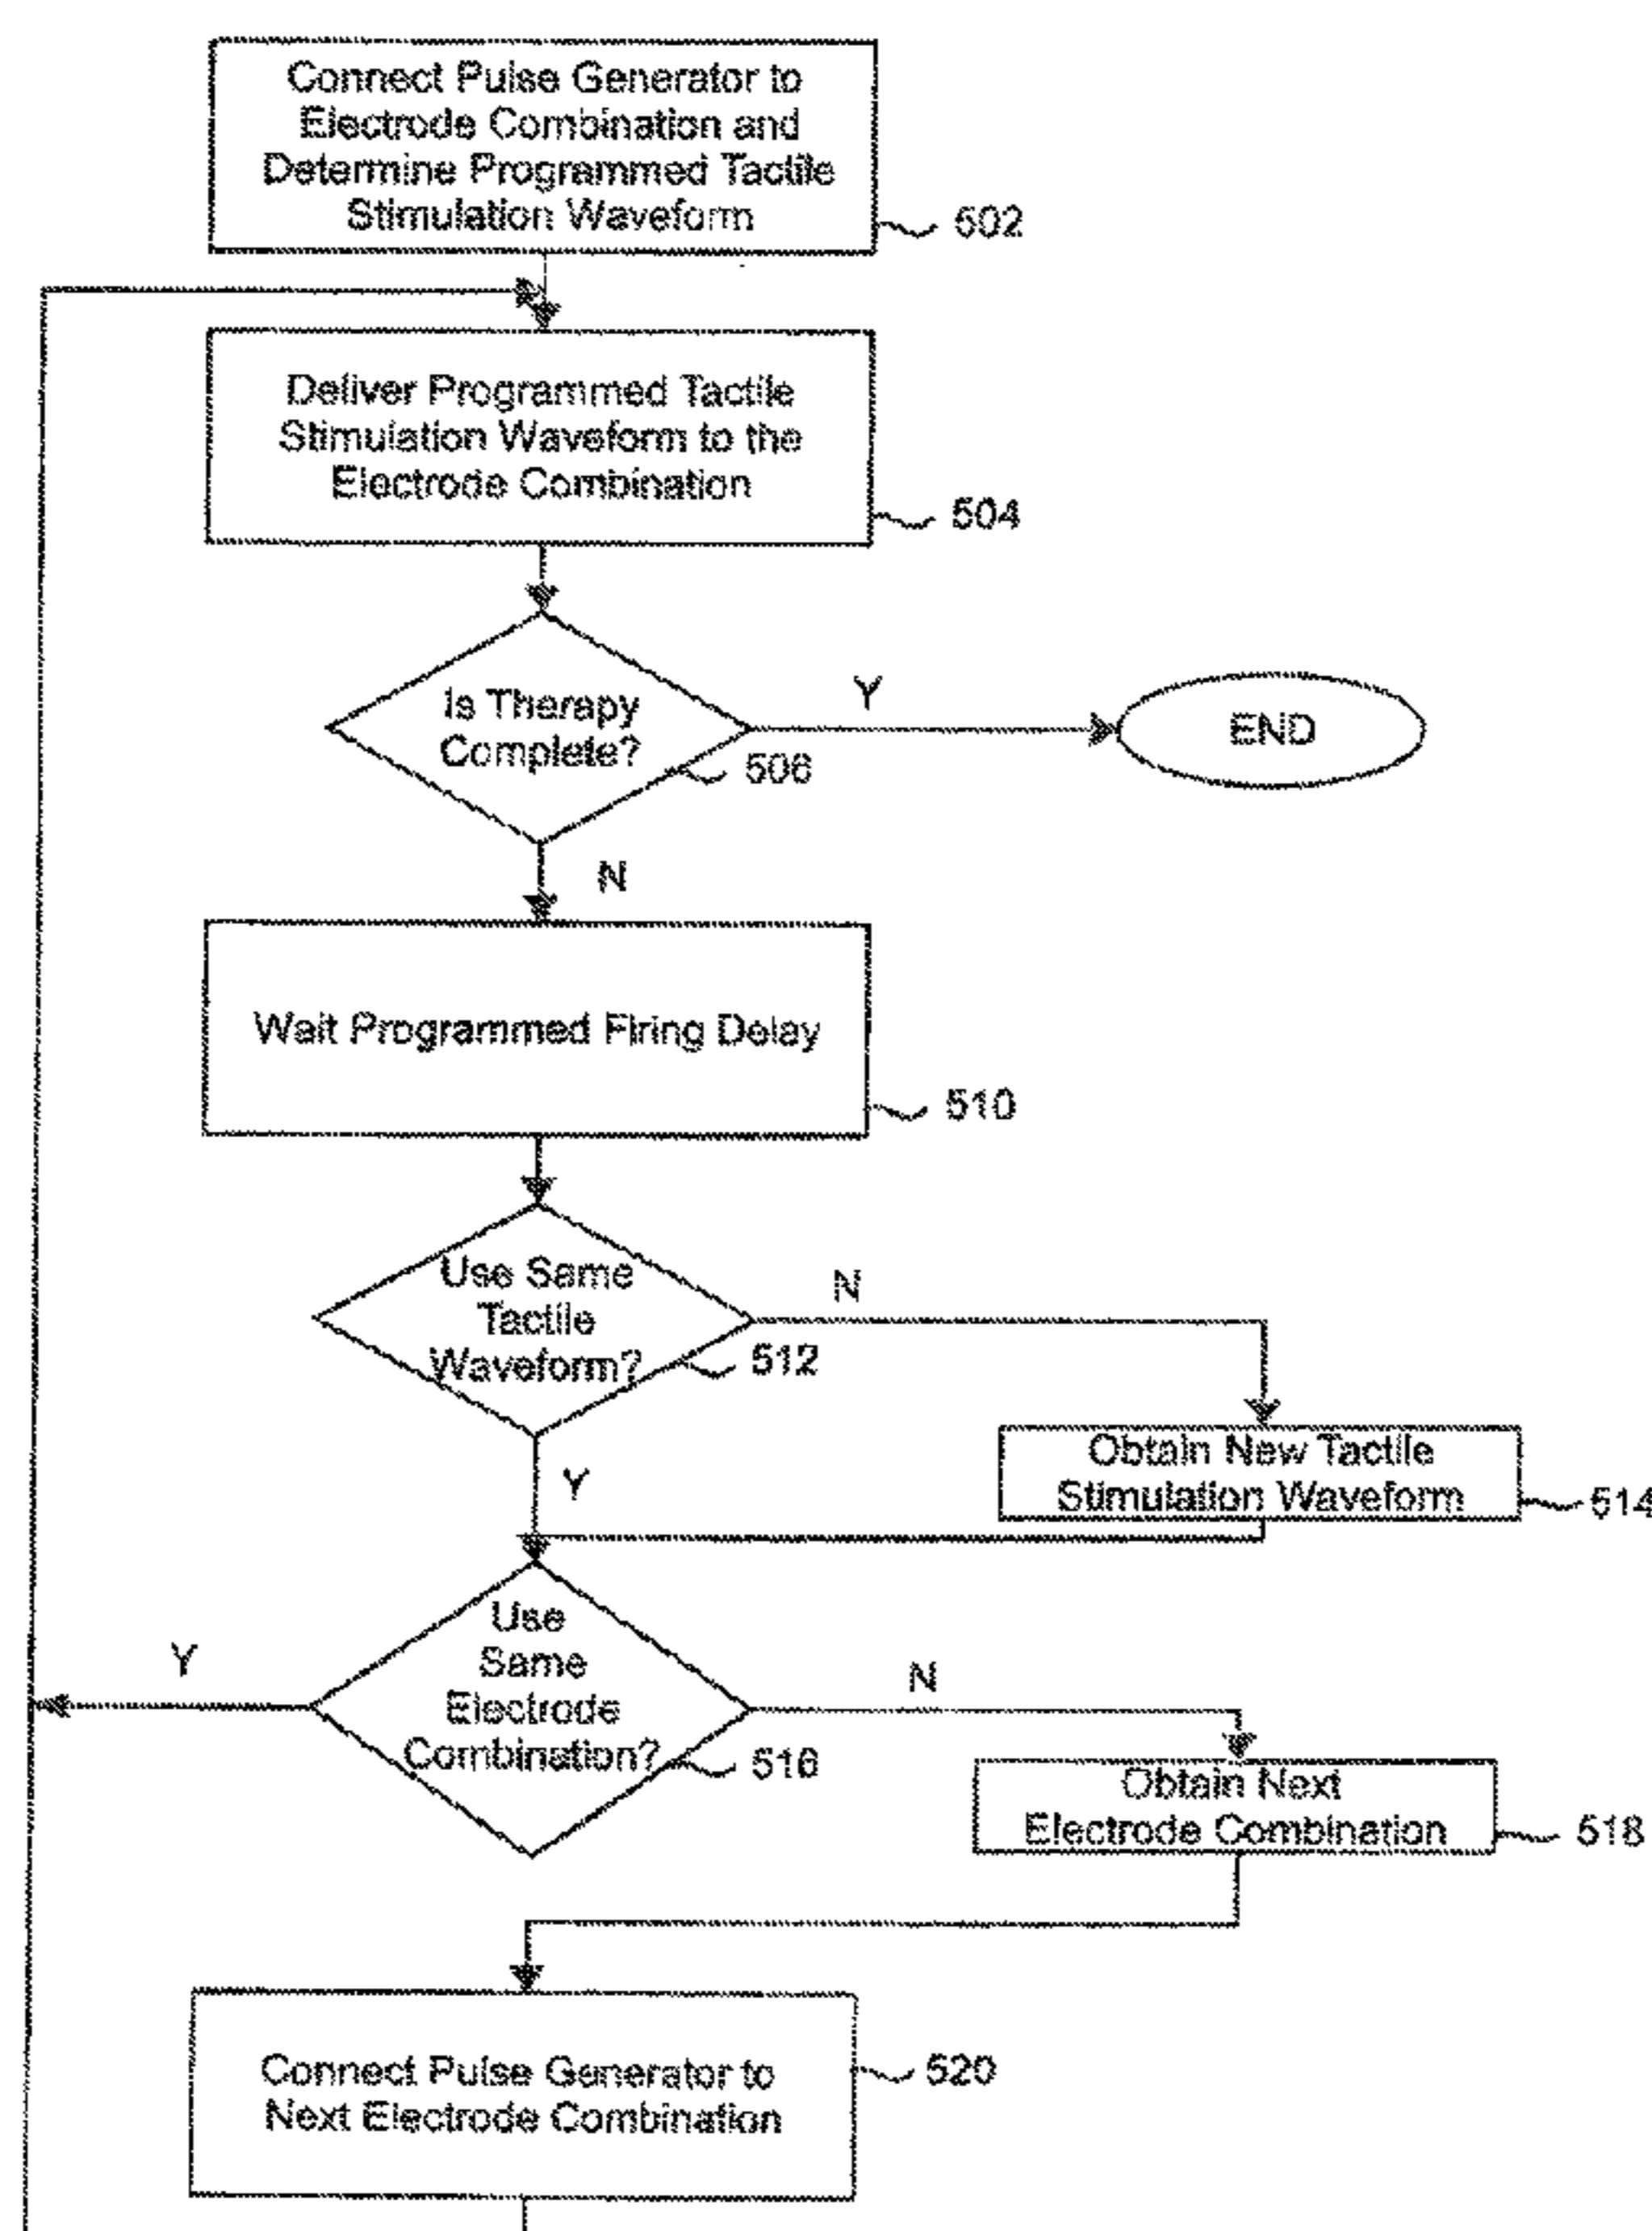 Connect Pulse Generator to
Electrode Combination and
Determine Programmed Tactile
Stimulation Waveform
502
Deliver Programmed Tactile
Stimulation Waveform to the
Electrode Combination
504
Is Therapy
Complete?
506
Y
END
N
Wait Programmed Firing Delay
510
Use Same
Tactile
Waveform?
512
N
Obtain New Tactile
Stimulation Waveform
514
Y
Use
Same
Electrode
Combination?
516
Y
N
Obtain Next
Electrode Combination
518
Connect Pulse Generator to
Next Electrode Combination
520